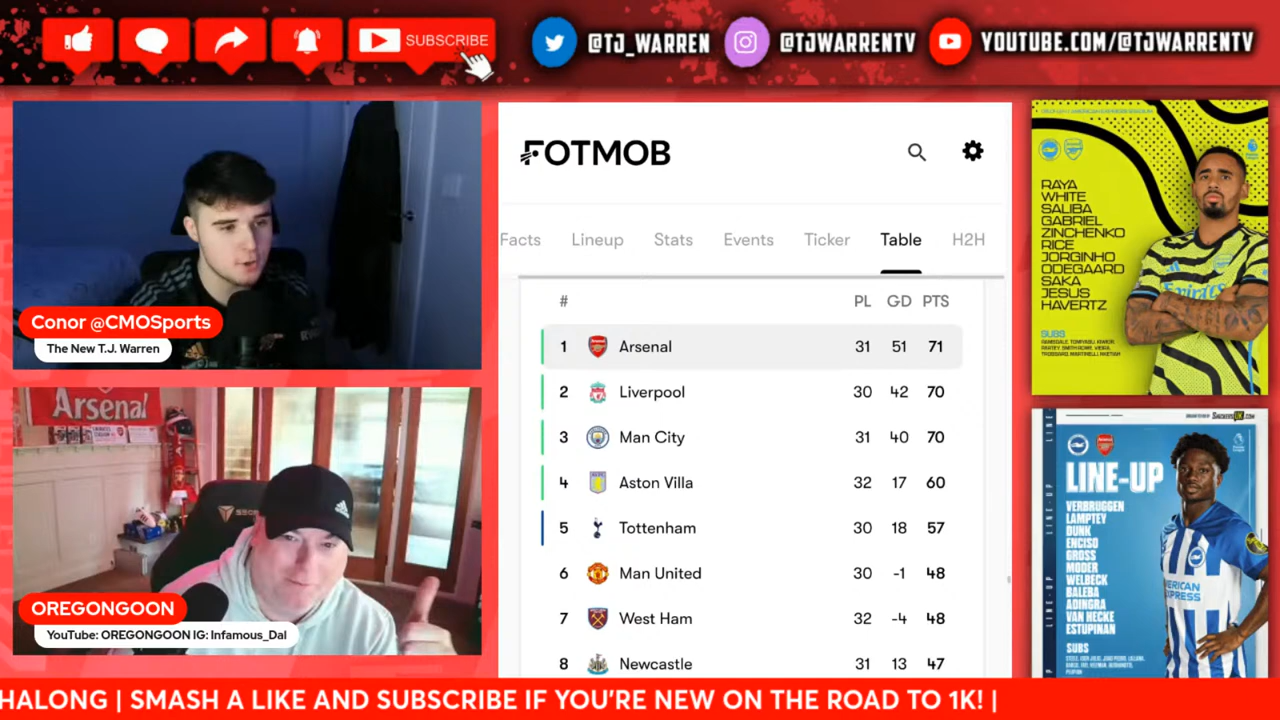 SUBSCRIBE
@TJ_WARREN
@TJWARRENTV
YOUTUBE.COM/@TJWARRENTV
Conor @CMOSports
The New T.J. Warren
Arsenal
OREGONGOON
YouTube: OREGONGOON IG: Infamous_Dal
FOTMOB
Facts Lineup Stats Events Ticker Table H2H
# PL GD PTS
1 Arsenal 31 51 71
2 Liverpool 30 42 70
3 Man City 31 40 70
4 Aston Villa 32 17 60
5 Tottenham 30 18 57
6 Man United 30 -1 48
7 West Ham 32 -4 48
8 Newcastle 31 13 47
RAYA
WHITE
SALIBA
GABRIEL
ZINCHENKO
RICE
JORGINHO
ODEGAARD
SAKA
JESUS
HAVERTZ
SUBS
Emirates
LINE-UP
VERBRUGGEN
LAMPTEY
DUNK
ENCISO
GROSS
MODER
WELBECK
BALEBA
ADINGRA
VAN HECKE
ESTUPINAN
SUBS
AMERICAN
EXPRESS
LINE-UP
HALONG | SMASH A LIKE AND SUBSCRIBE IF YOU'RE NEW ON THE ROAD TO 1K! |